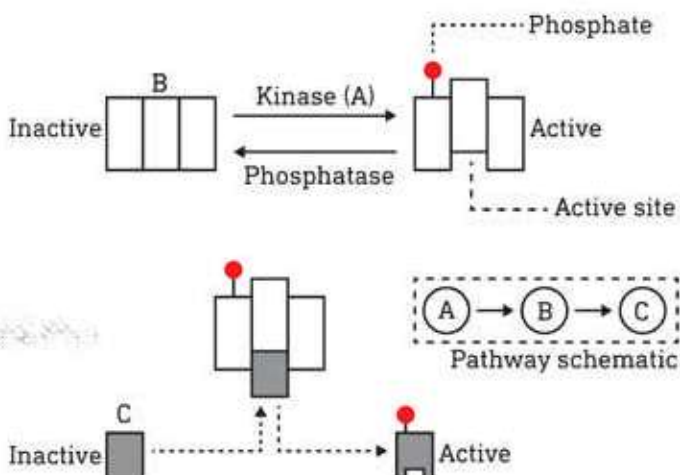 Phosphate
B
Kinase (A)
Inactive
Active
Phosphatase
Active site
A
B
C
Pathway schematic
C
Inactive
Active